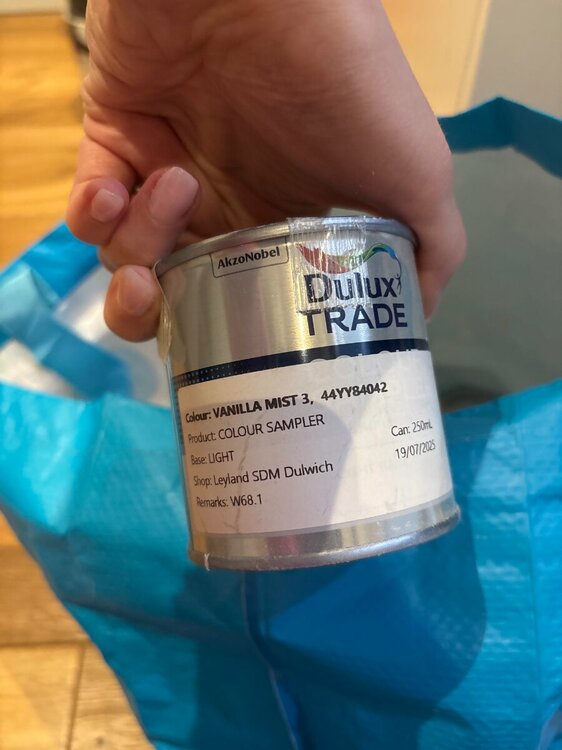 AkzoNobel
Dulux
TRADE
Colour: VANILLA MIST 3, 44YY84042
Product: COLOUR SAMPLER
Base: LIGHT
Can: 250mL
Shop: Leyland SDM Dulwich
19/07/2025
Remarks: W68.1